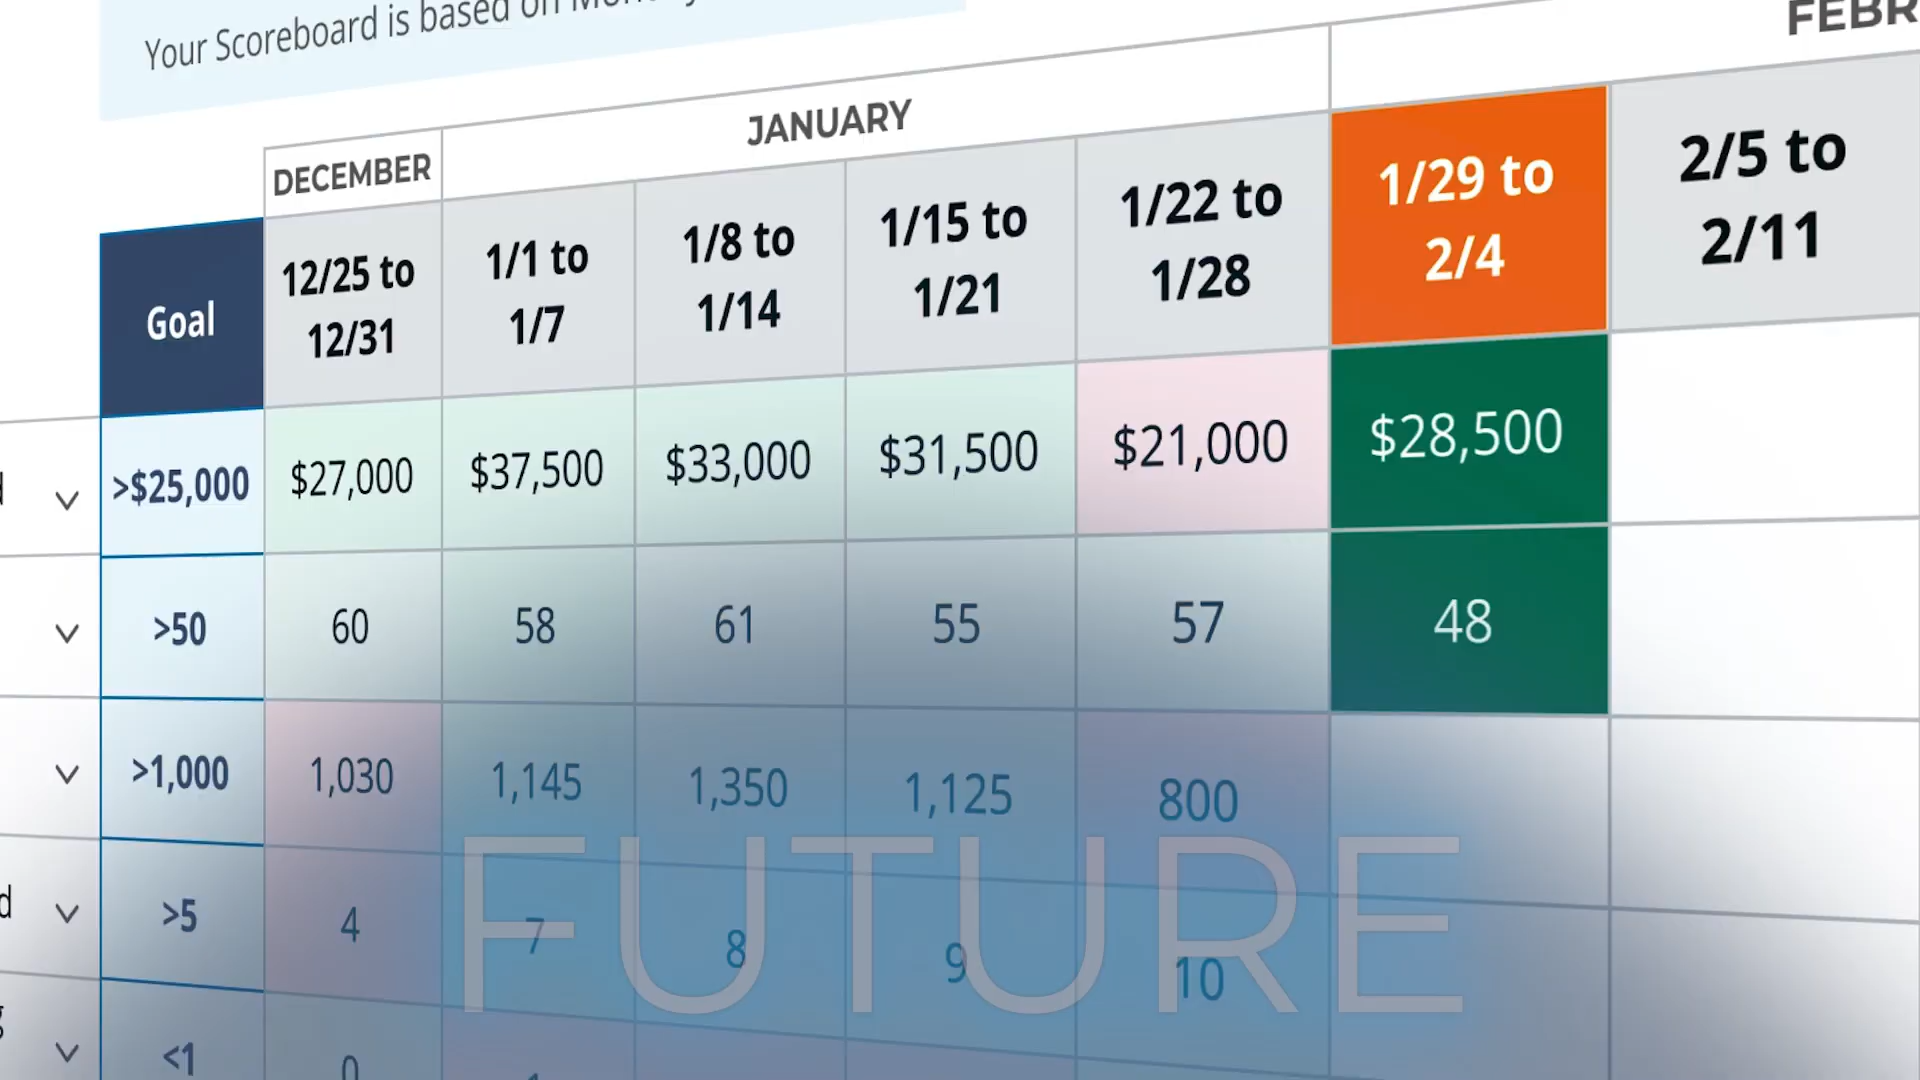 Your Scoreboard is based on
FEBR
JANUARY
DECEMBER
Goal
12/25 to
12/31
1/1 to
1/7
1/8 to
1/14
1/15 to
1/21
1/22 to
1/28
1/29 to
2/4
2/5 to
2/11
>$25,000 $27,000 $37,500 $33,000 $31,500 $21,000 $28,500
>50 60 58 61 55 57 48
>1,000 1,030 1,145 1,350 1,125 800
d >5 4 7 8 9 10
<1 0
FUTURE